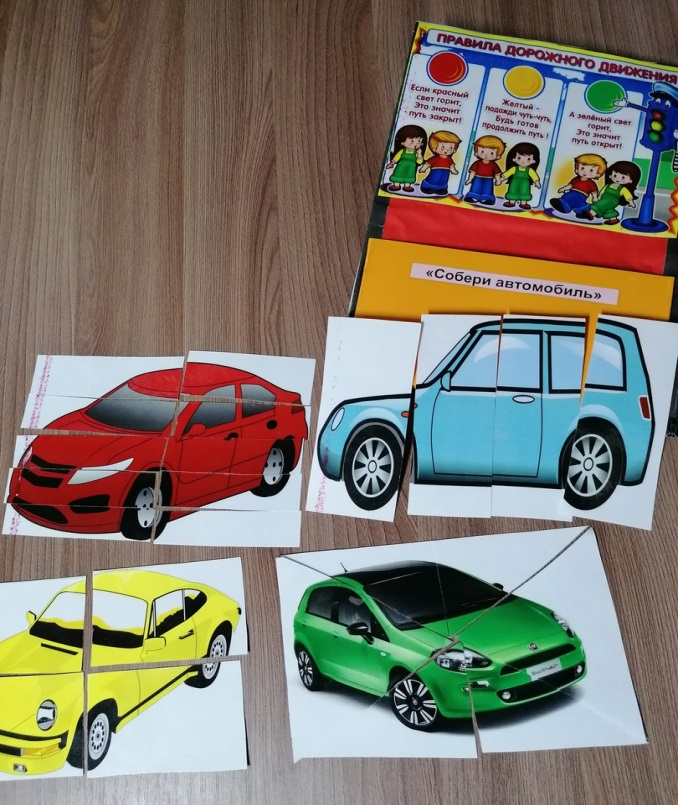 ПРАВИЛА ДОРОЖНОГО ДВИЖЕНИЯ
Если красный
свет горит,
Это значит
- путь закрыт!
Желтый -
подожди чуть-чуть,
Будь готов
продолжить путь !
А зелёный свет
горит,
Это значит
путь открыт!
«Собери автомобиль»